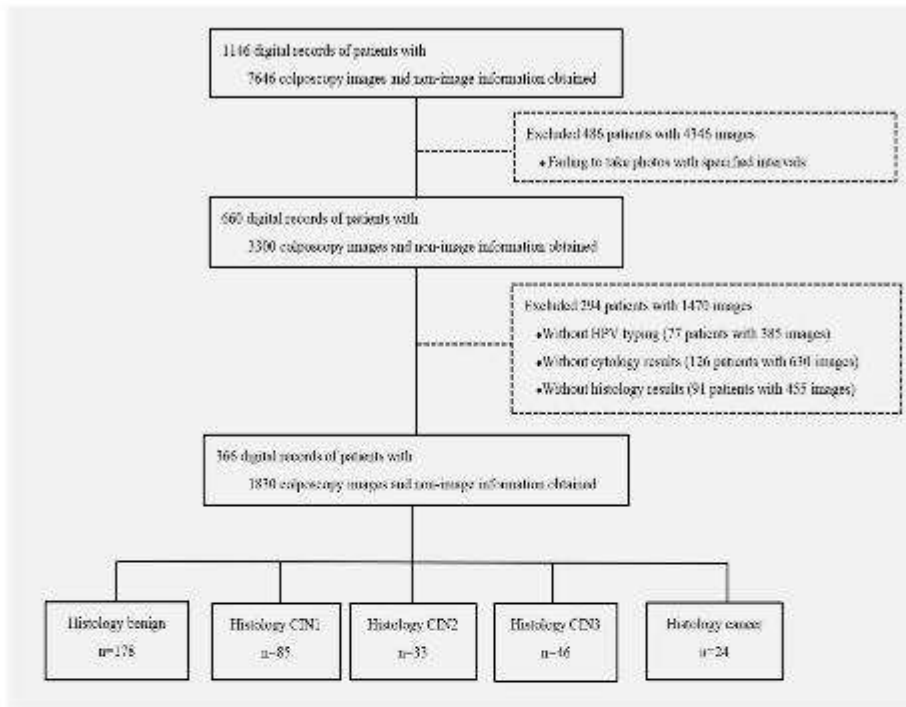 1146 digital records of patients with
7646 colposcopy images and non-image information obtained
Excluded 486 patients with 4346 images
♦Failing to take photos with specified intervals
660 digital records of patients with
3300 colposcopy images and non-image information obtained
Excluded 294 patients with 1470 images
♦Without HPV typing (77 patients with 385 images)
♦Without cytology results (126 patients with 630 images)
♦Without histology results (91 patients with 455 images)
366 digital records of patients with
1830 colposcopy images and non-image information obtained
Histology benign
n=178
Histology CIN1
n=85
Histology CIN2
n=33
Histology CIN3
n=46
Histology cancer
n=24